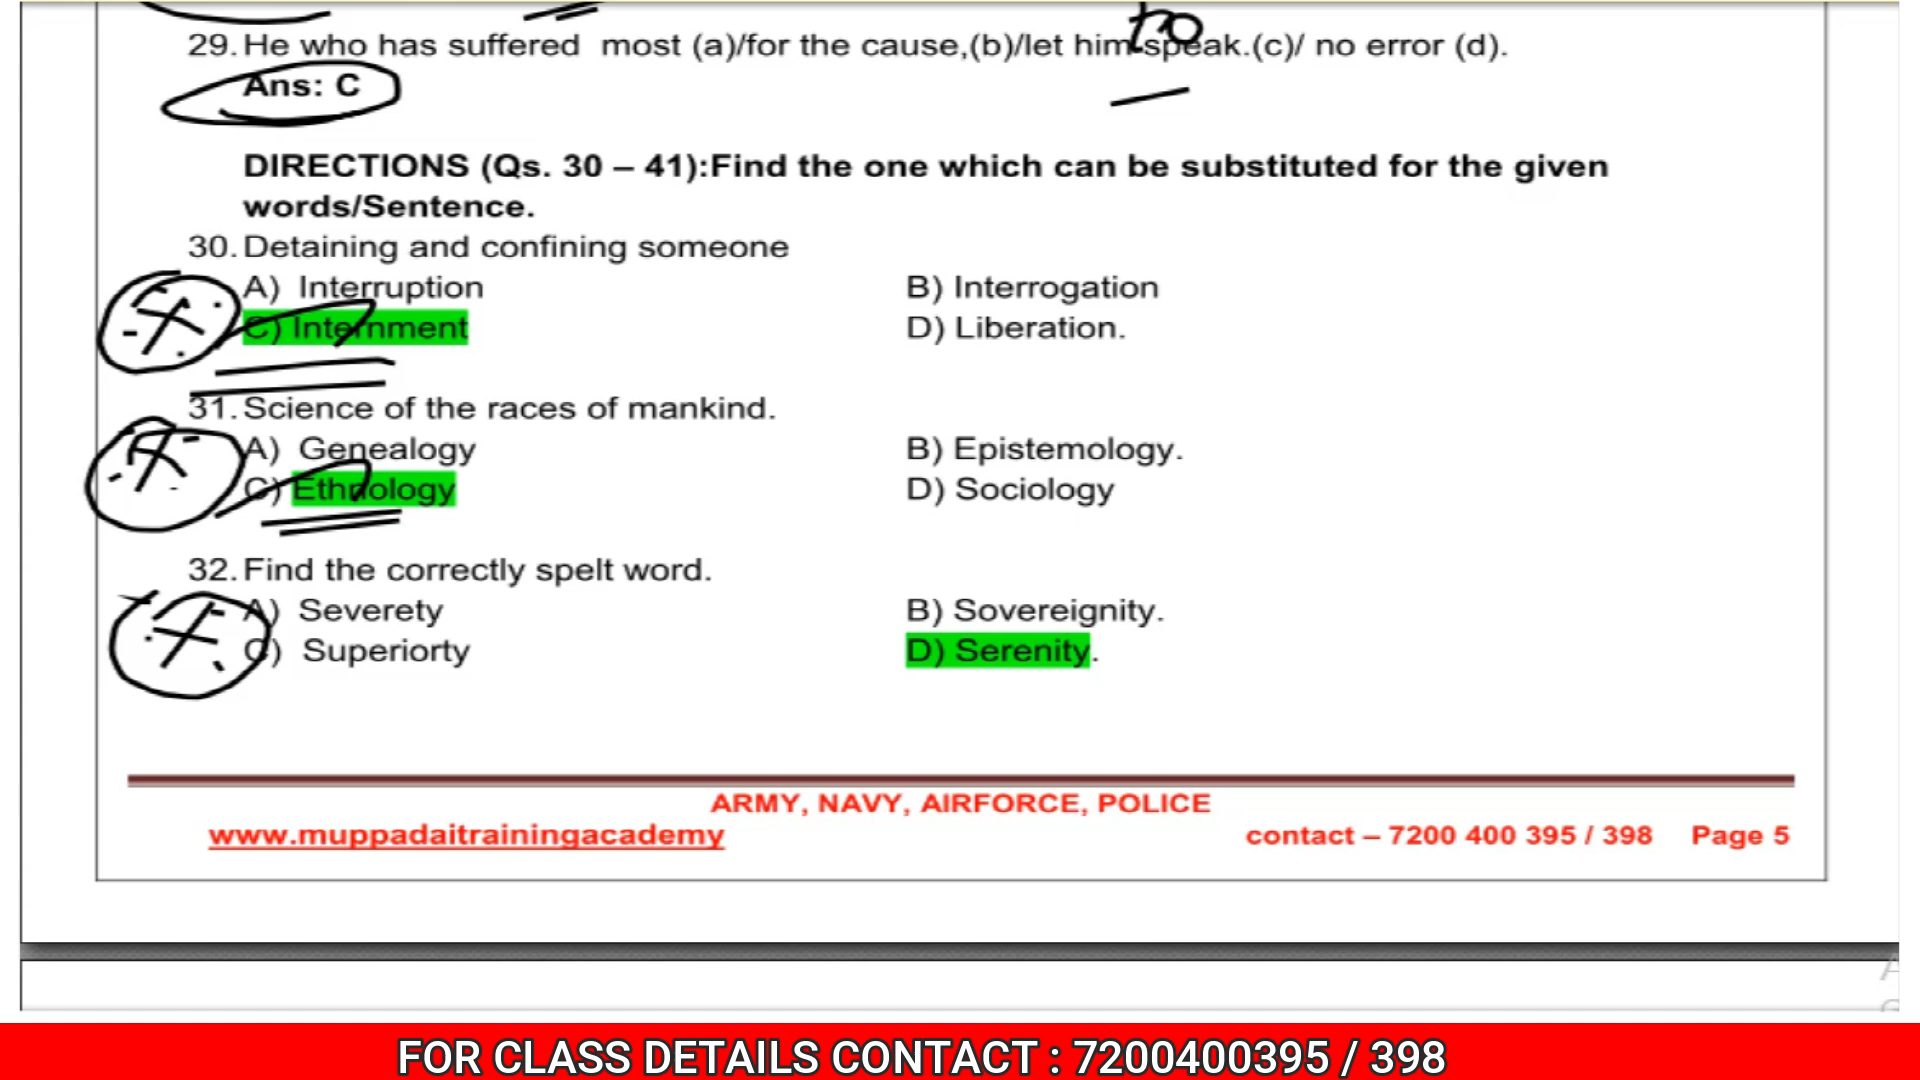 29. He who has suffered  most (a)/for the cause,(b)/let him speak.(c)/ no error (d).
to
Ans: C
DIRECTIONS (Qs. 30 – 41):Find the one which can be substituted for the given
words/Sentence.
30. Detaining and confining someone
A) Interruption B) Interrogation
C) Internment D) Liberation.
31. Science of the races of mankind.
A) Genealogy B) Epistemology.
C) Ethnology D) Sociology
32. Find the correctly spelt word.
A) Severety B) Sovereignity.
C) Superiorty D) Serenity.
ARMY, NAVY, AIRFORCE, POLICE
www.muppadaitrainingacademy contact – 7200 400 395 / 398 Page 5
FOR CLASS DETAILS CONTACT : 7200400395 / 398